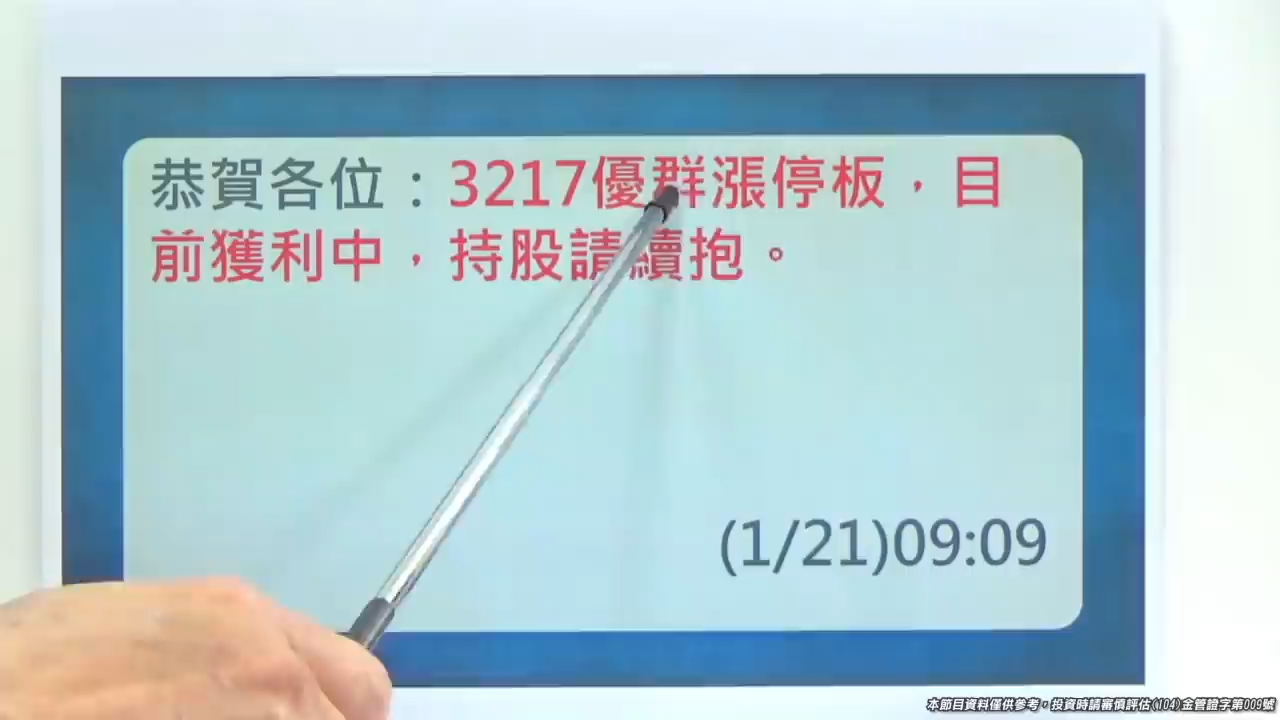 恭賀各位：3217優群漲停板，目
前獲利中，持股請續抱。
(1/21)09:09
本節目資料僅供參考，投資時請審慎評估(104)金管證字第009號